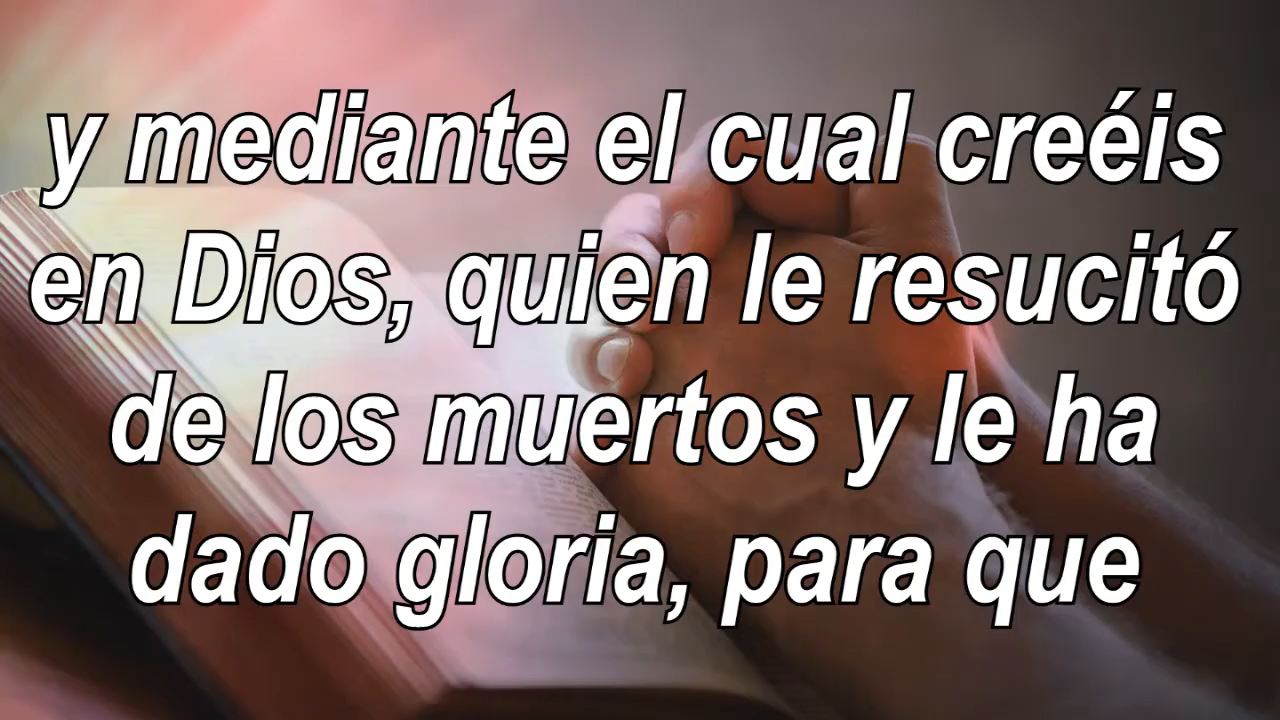 y mediante el cual creéis
en Dios, quien le resucitó
de los muertos y le ha
dado gloria, para que